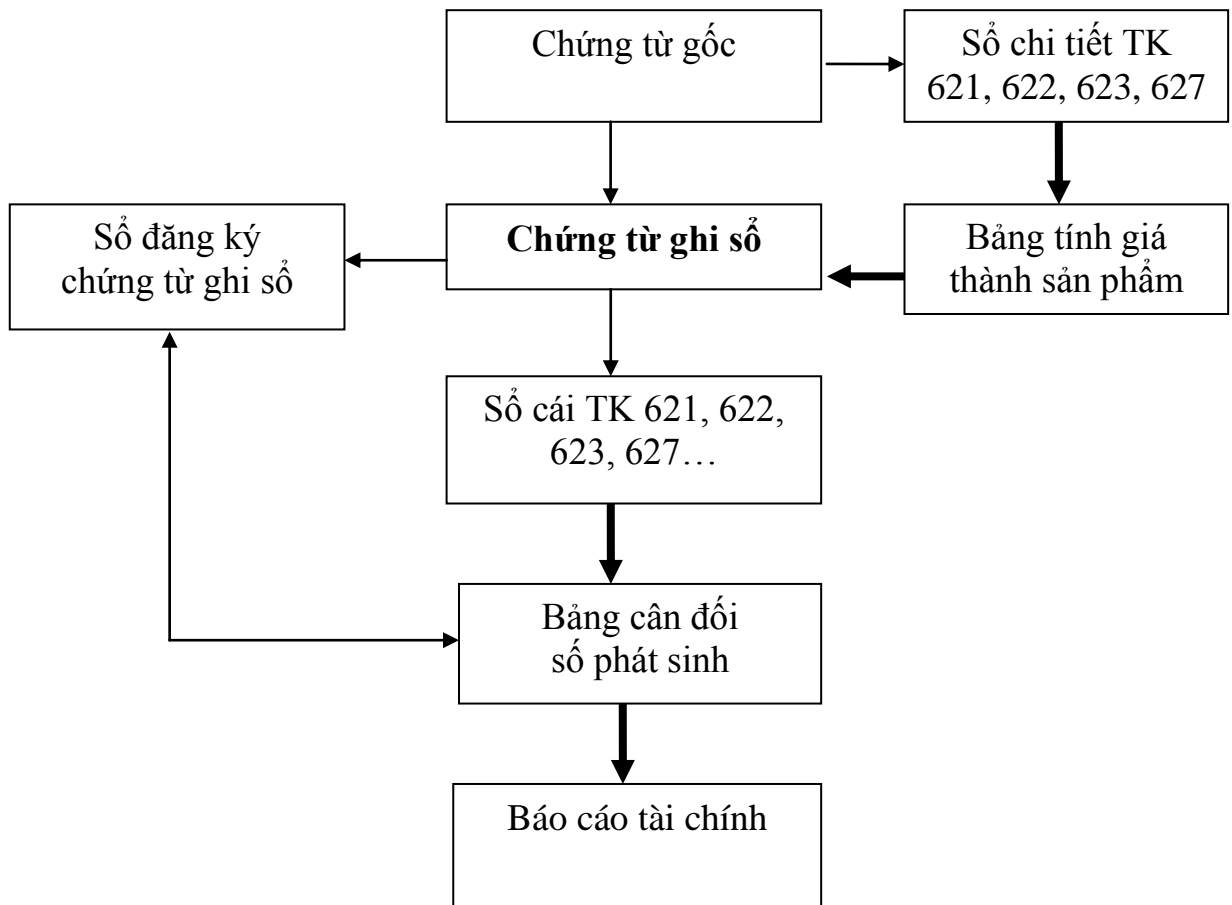 Chứng từ gốc
Sổ chi tiết TK
621, 622, 623, 627
Sổ đăng ký
chứng từ ghi sổ
Chứng từ ghi sổ
Bảng tính giá
thành sản phẩm
Sổ cái TK 621, 622,
623, 627…
Bảng cân đối
số phát sinh
Báo cáo tài chính